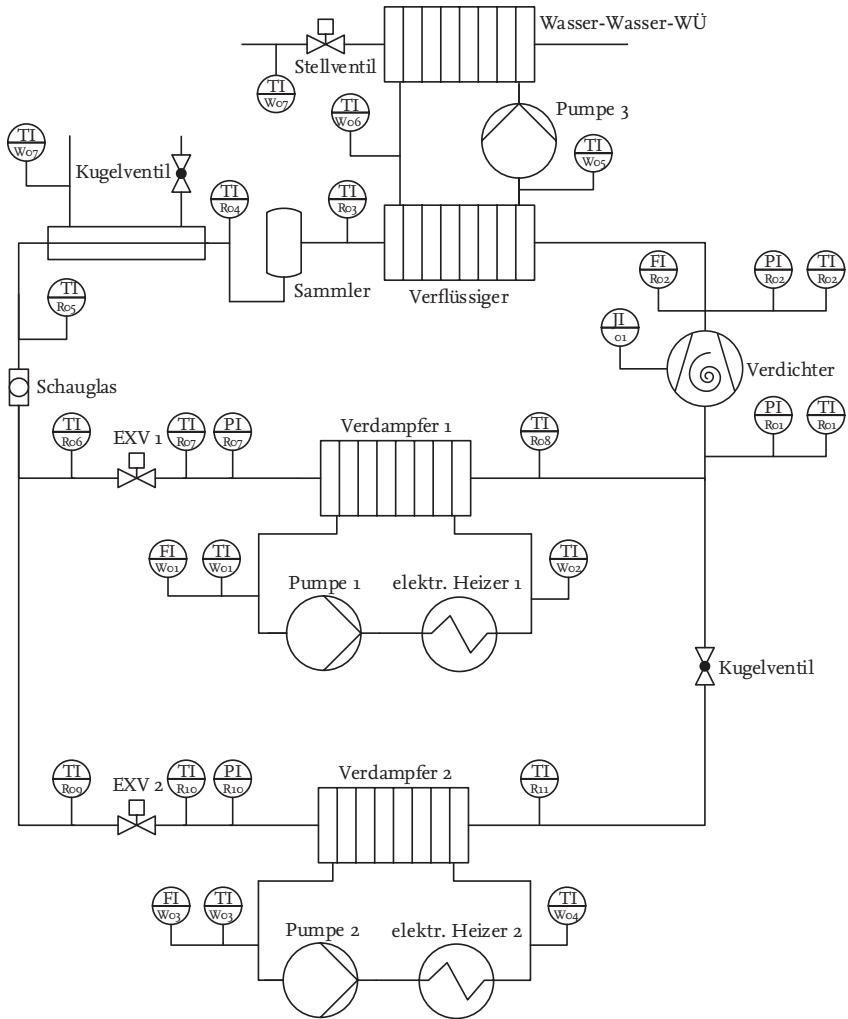 Wasser-Wasser-WÜ
Stellventil
TI
W07
TI
W06
Pumpe 3
TI
W05
TI
W07
Kugelventil
TI
R04
TI
R03
Sammler
Verflüssiger
FI
R02
PI
R02
TI
R02
TI
R05
JI
01
Verdichter
Schauglas
PI
R01
TI
R01
TI
R06
EXV 1
TI
R07
PI
R07
Verdampfer 1
TI
R08
FI
W01
TI
W01
Pumpe 1
elektr. Heizer 1
TI
W02
Kugelventil
TI
R09
EXV 2
TI
R10
PI
R10
Verdampfer 2
TI
R11
FI
W03
TI
W03
Pumpe 2
elektr. Heizer 2
TI
W04